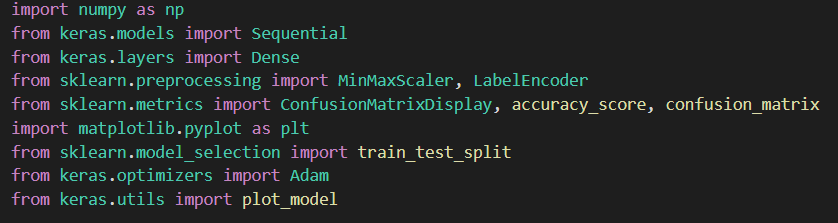 import numpy as np
from keras.models import Sequential
from keras.layers import Dense
from sklearn.preprocessing import MinMaxScaler, LabelEncoder
from sklearn.metrics import ConfusionMatrixDisplay, accuracy_score, confusion_matrix
import matplotlib.pyplot as plt
from sklearn.model_selection import train_test_split
from keras.optimizers import Adam
from keras.utils import plot_model